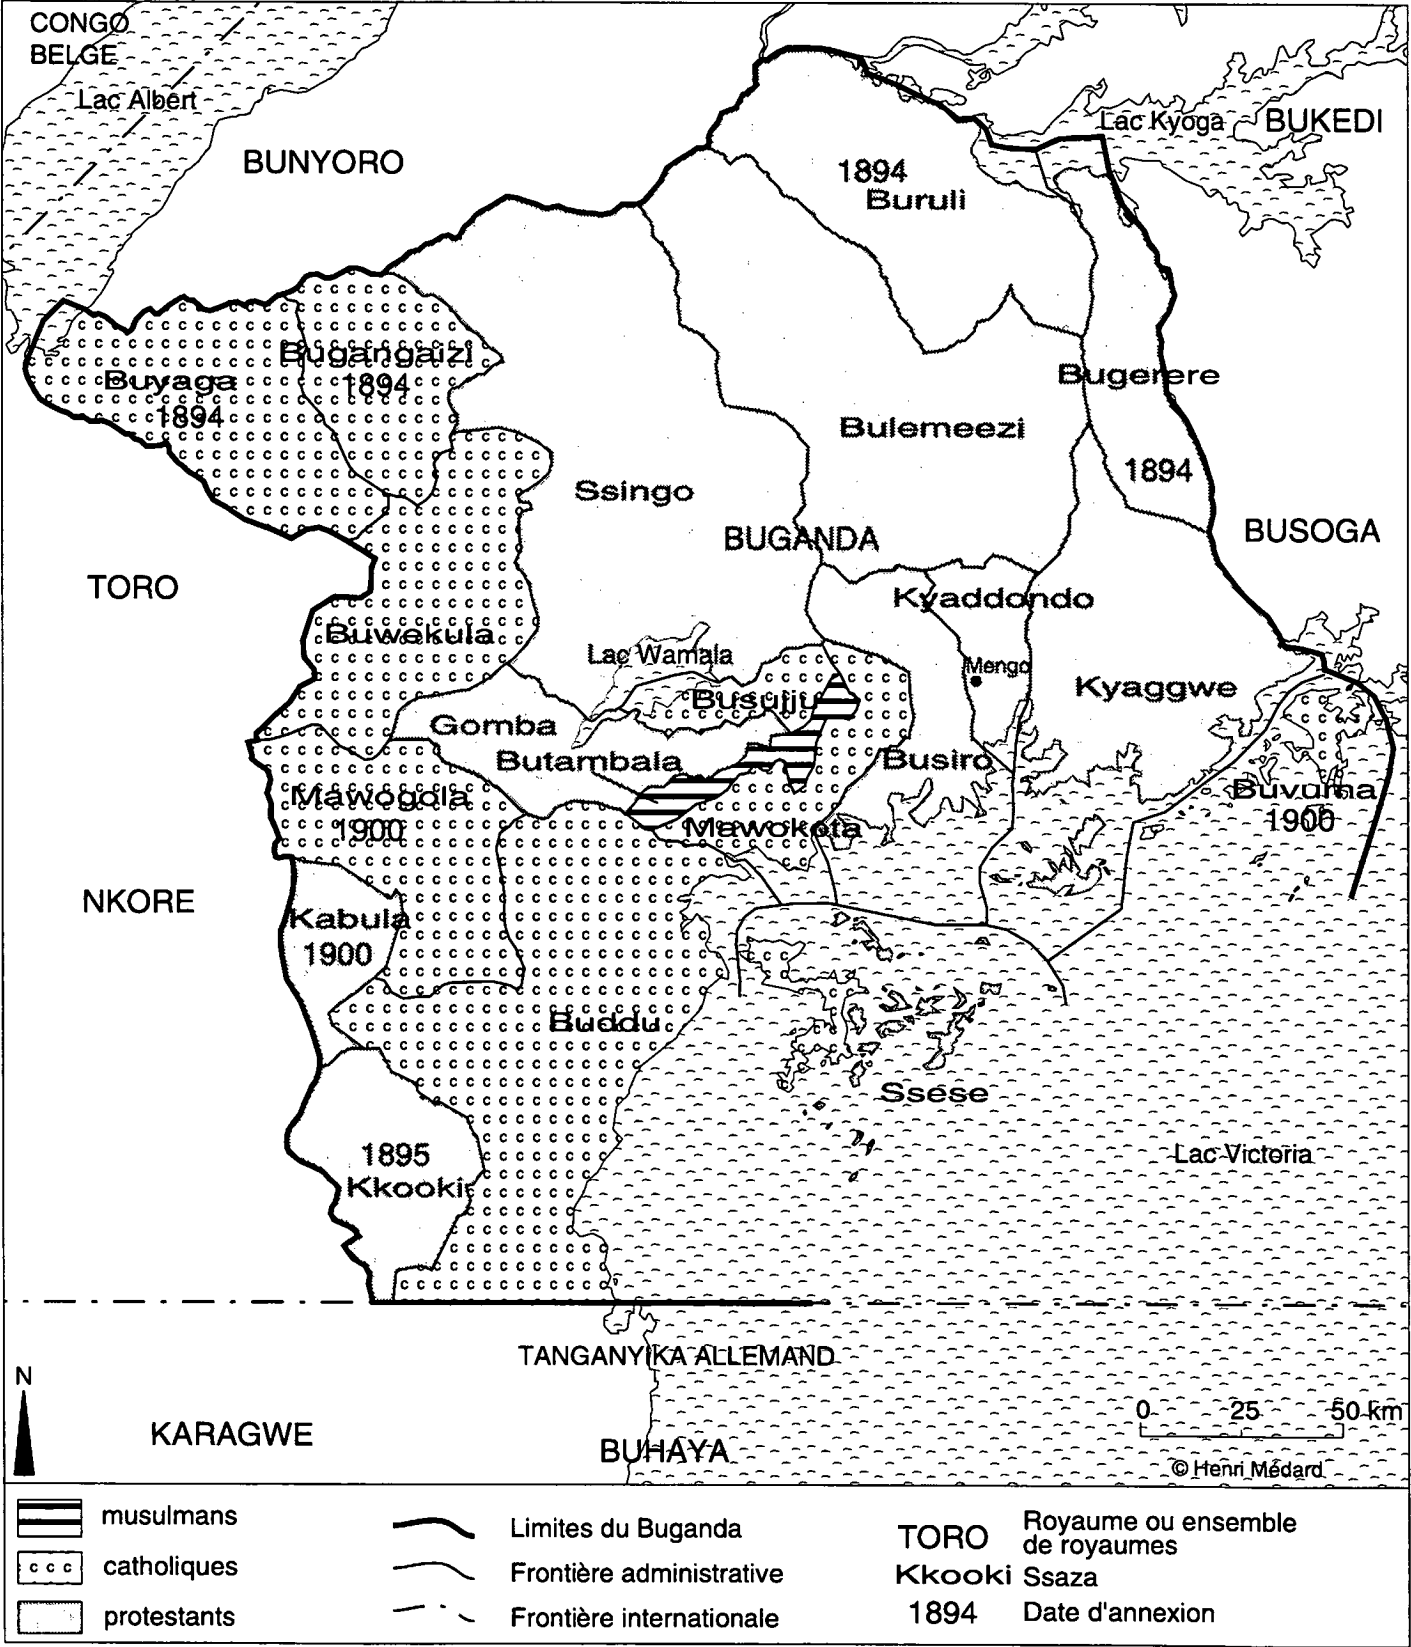 CONGO
BELGE
Lac Albert
BUNYORO
Lac Kyoga
BUKEDI
1894
Buruli
Bugangaizi
1894
Buyaga
1894
Bugerere
1894
Bulemeezi
Ssingo
BUGANDA
BUSOGA
TORO
Kyaddondo
Buwekula
Lac Wamala
Mengo
Kyaggwe
Busujju
Gomba
Butambala
Busiro
Mawogola
1900
Buvuma
1900
Mawokota
NKORE
Kabula
1900
Buddu
Ssese
1895
Kkooki
Lac Victoria
TANGANYIKA ALLEMAND
N
KARAGWE
BUHAYA
0 25 50 km
© Henri Médard
musulmans
catholiques
protestants
Limites du Buganda
Frontière administrative
Frontière internationale
TORO Royaume ou ensemble
de royaumes
Kkooki Ssaza
1894 Date d'annexion